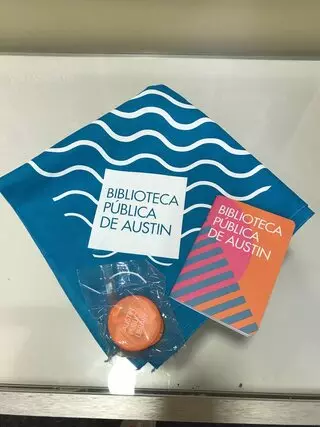 BIBLIOTECA
PÚBLICA
DE AUSTIN
BIBLIOTECA
PÚBLICA
DE AUSTIN